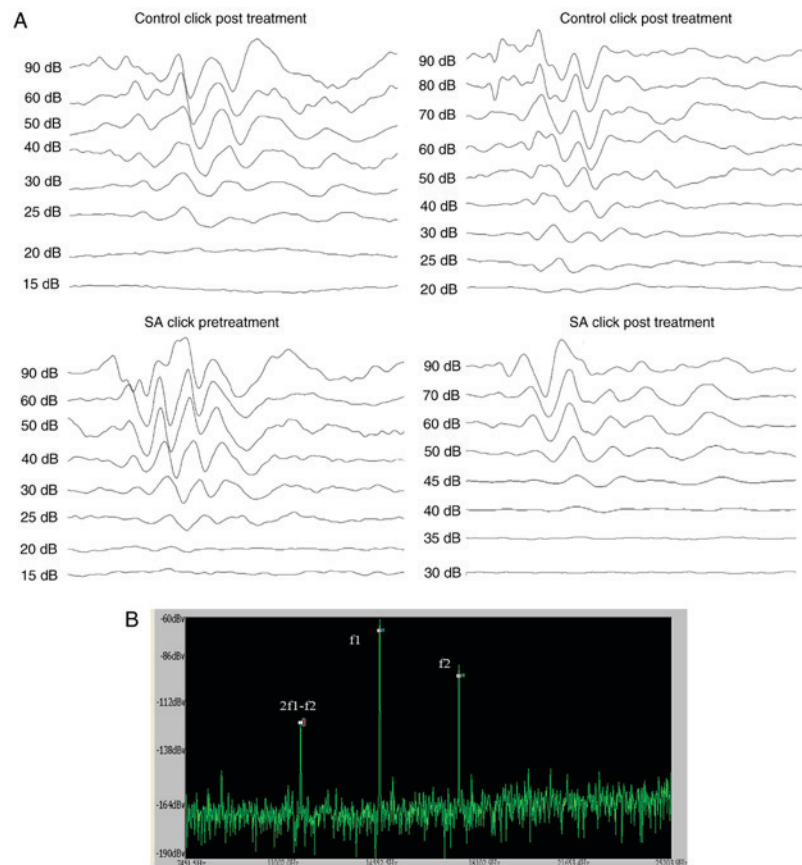 A
Control click post treatment
90 dB
60 dB
50 dB
40 dB
30 dB
25 dB
20 dB
15 dB
Control click post treatment
90 dB
80 dB
70 dB
60 dB
50 dB
40 dB
30 dB
25 dB
20 dB
SA click pretreatment
90 dB
60 dB
50 dB
40 dB
30 dB
25 dB
20 dB
15 dB
SA click post treatment
90 dB
70 dB
60 dB
50 dB
45 dB
40 dB
35 dB
30 dB
B
-60dBv
-86dBv
-112dBv
-138dBv
-164dBv
-190dBv
2f1-f2
f1
f2